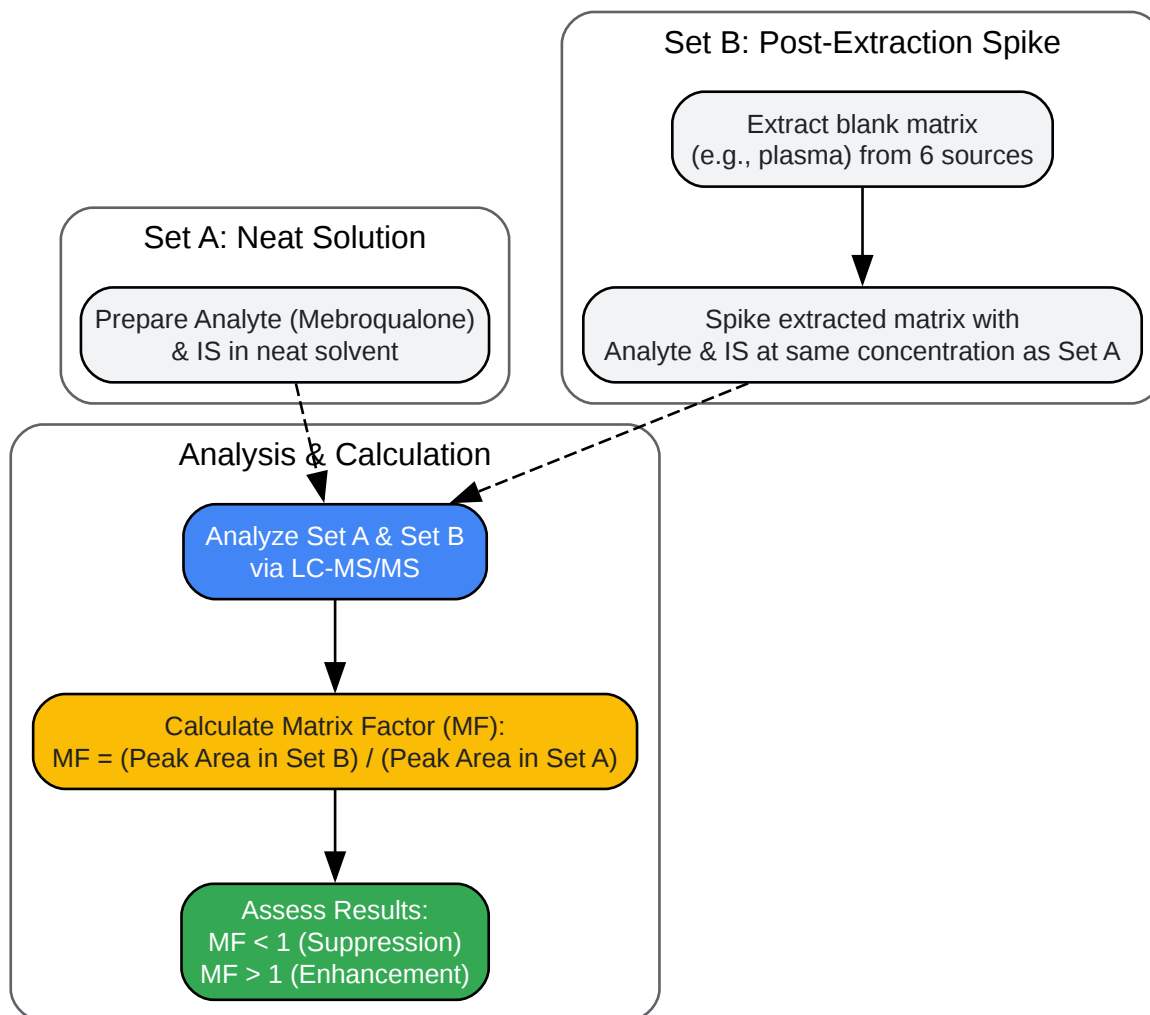 Set B: Post-Extraction Spike
Extract blank matrix
(e.g., plasma) from 6 sources
Set A: Neat Solution
Prepare Analyte (Mebroqualone)
& IS in neat solvent
Spike extracted matrix with
Analyte & IS at same concentration as Set A
Analysis & Calculation
Analyze Set A & Set B
via LC-MS/MS
Calculate Matrix Factor (MF):
MF = (Peak Area in Set B) / (Peak Area in Set A)
Assess Results:
MF < 1 (Suppression)
MF > 1 (Enhancement)